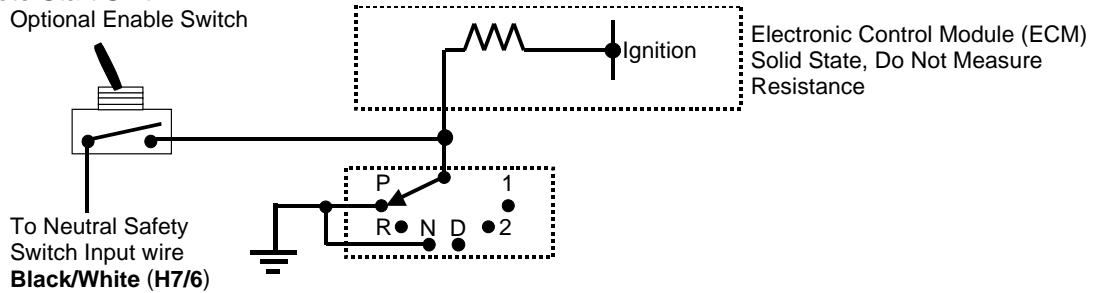 Optional Enable Switch
Ignition
Electronic Control Module (ECM)
Solid State, Do Not Measure
Resistance
P
1
R
N
D
2
To Neutral Safety
Switch Input wire
Black/White (H7/6)